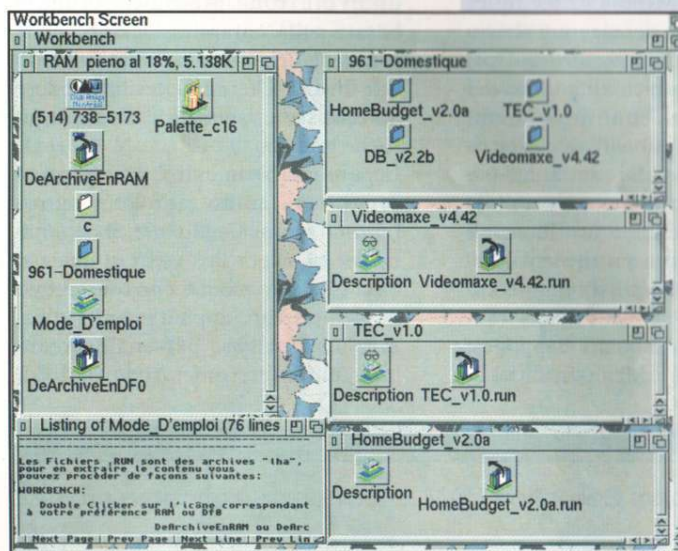 Workbench Screen
Workbench
RAM pieno al 18%, 5.138K
(514) 738-5173
Palette_c16
DeArchiveEnRAM
c
961-Domestique
Mode_D'emploi
DeArchiveEnDF0
961-Domestique
HomeBudget_v2.0a TEC_v1.0
DB_v2.2b Videomaxe_v4.42
Videomaxe_v4.42
Description Videomaxe_v4.42.run
TEC_v1.0
Description TEC_v1.0.run
HomeBudget_v2.0a
Description
HomeBudget_v2.0a.run
Listing of Mode_D'emploi (76 lines
Les Fichiers .RUN sont des archives "lha",
pour en extraire le contenu vous
pouvez procéder de façons suivantes:
WORKBENCH:
Double Clicker sur l'icône correspondant
à votre préférence RAM ou DF0
DeArchiveEnRAM ou DeArc
Next Page | Prev Page | Next Line | Prev Lin